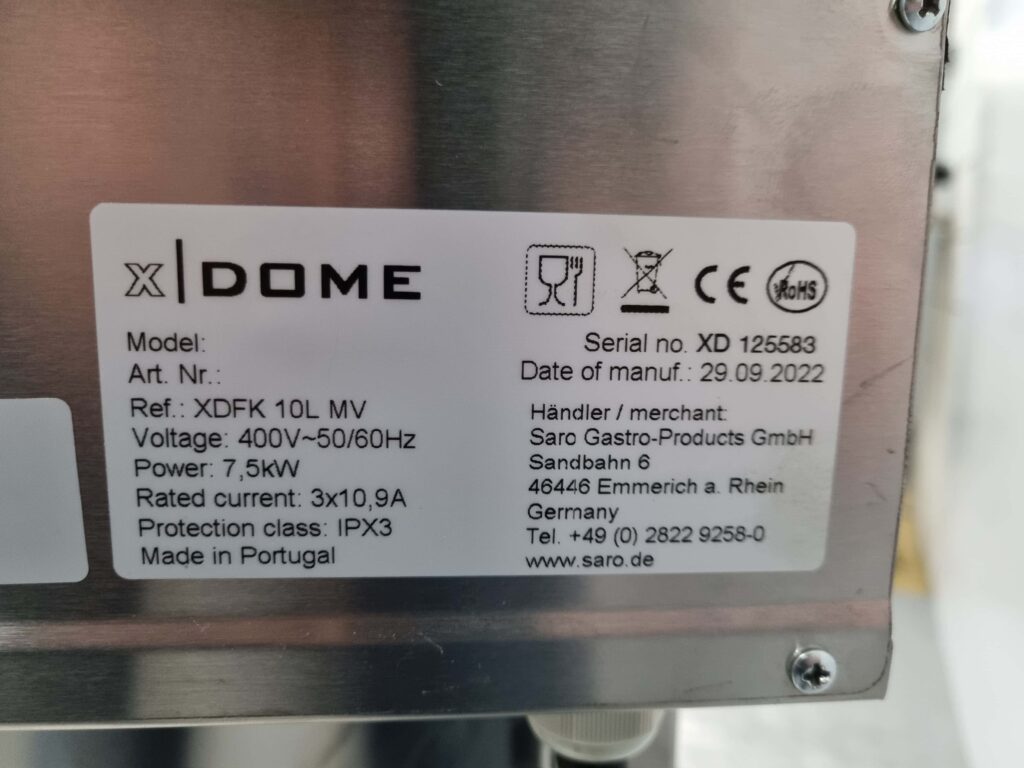 x|DOME
CE
RoHS
Model:
Art. Nr.:
Ref.: XDFK 10L MV
Voltage: 400V~50/60Hz
Power: 7,5kW
Rated current: 3x10,9A
Protection class: IPX3
Made in Portugal
Serial no. XD 125583
Date of manuf.: 29.09.2022
Händler / merchant:
Saro Gastro-Products GmbH
Sandbahn 6
46446 Emmerich a. Rhein
Germany
Tel. +49 (0) 2822 9258-0
www.saro.de